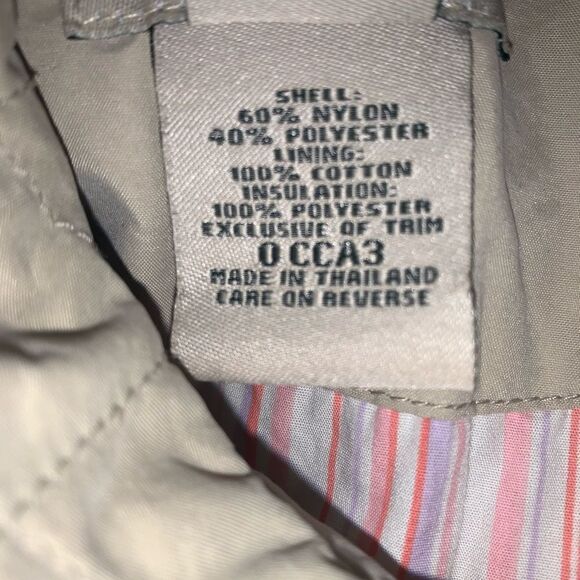 SHELL:
60% NYLON
40% POLYESTER
LINING:
100% COTTON
INSULATION:
100% POLYESTER
EXCLUSIVE OF TRIM
0 CCA3
MADE IN THAILAND
CARE ON REVERSE